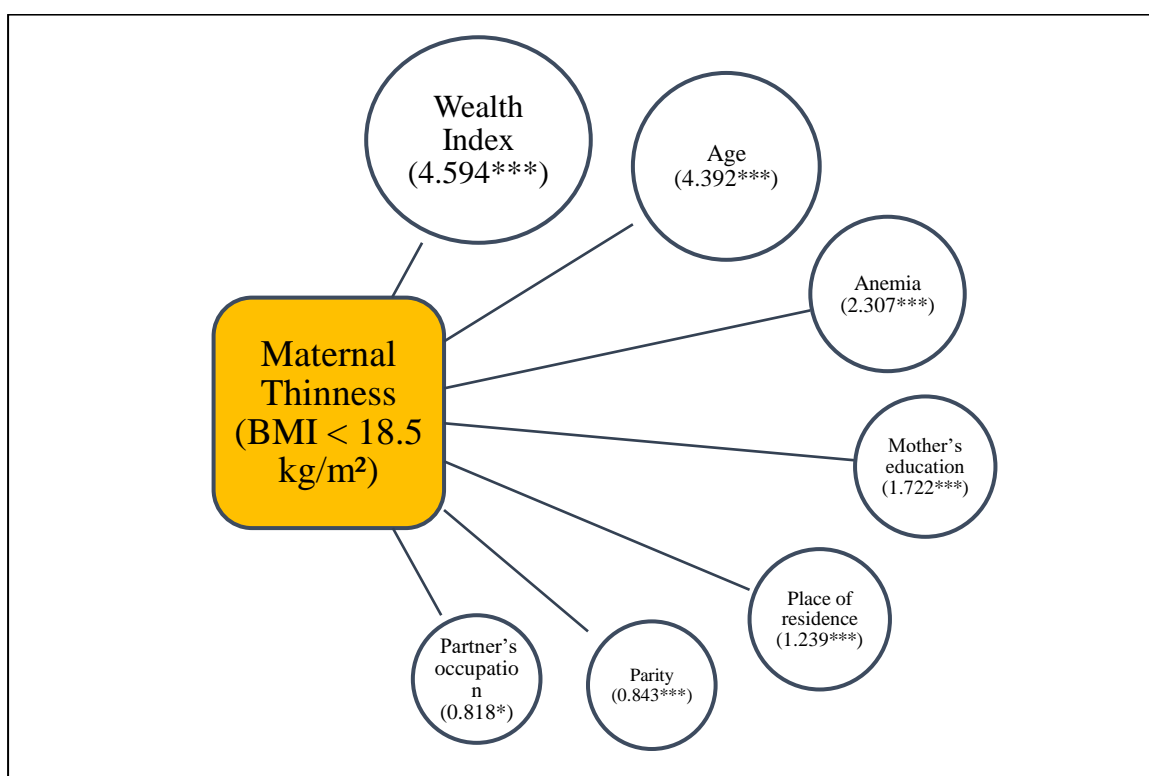 Wealth
Index
(4.594***)
Age
(4.392***)
Anemia
(2.307***)
Maternal
Thinness
(BMI < 18.5
kg/m²)
Mother’s
education
(1.722***)
Place of
residence
(1.239***)
Partner’s
occupatio
n
(0.818*)
Parity
(0.843***)